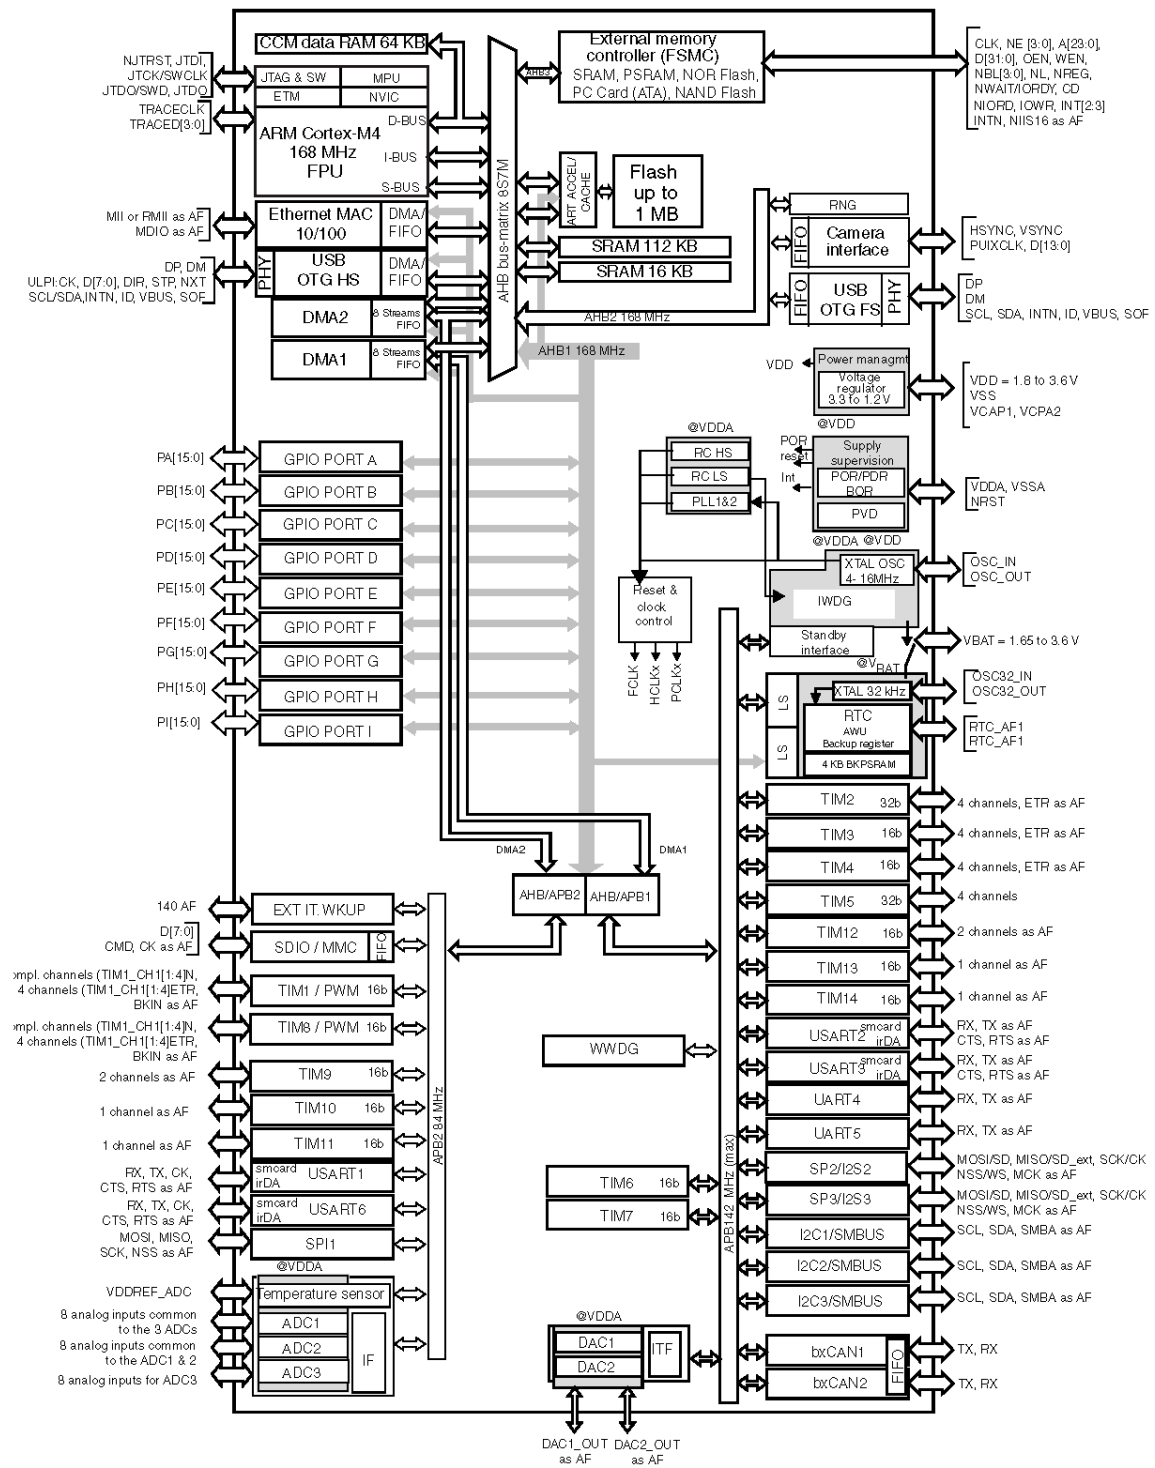 CCM data RAM 64 KB
External memory
controller (FSMC)
SRAM, PSRAM, NOR Flash,
PC Card (ATA), NAND Flash
AHB3
CLK, NE [3:0], A[23:0],
D[31:0], OEN, WEN,
NBL[3:0], NL, NREG,
NWAIT/IORDY, CD
NIORD, IOWR, INT[2:3]
INTN, NIIS16 as AF
NJTRST, JTDI,
JTCK/SWCLK
JTDO/SWD, JTDO
TRACECLK
TRACED[3:0]
JTAG & SW
MPU
ETM
NVIC
ARM Cortex-M4
168 MHz
FPU
D-BUS
I-BUS
S-BUS
AHB bus-matrix 8S7M
ART ACCEL/
CACHE
Flash
up to
1 MB
SRAM 112 KB
SRAM 16 KB
AHB2 168 MHz
AHB1 168 MHz
RNG
FIFO
Camera
interface
HSYNC, VSYNC
PUIXCLK, D[13:0]
FIFO
USB
OTG FS
PHY
DP
DM
SCL, SDA, INTN, ID, VBUS, SOF
MII or RMII as AF
MDIO as AF
Ethernet MAC
10/100
DMA/
FIFO
DP, DM
ULPI:CK, D[7:0], DIR, STP, NXT
SCL/SDA,INTN, ID, VBUS, SOF
PHY
USB
OTG HS
DMA/
FIFO
DMA2
8 Streams
FIFO
DMA1
8 Streams
FIFO
VDD
Power managmt
Voltage
regulator
3.3 to 1.2 V
VDD = 1.8 to 3.6 V
VSS
VCAP1, VCPA2
@VDD
@VDDA
RC HS
RC LS
PLL1&2
POR
reset
Int
Supply
supervision
POR/PDR
BOR
PVD
VDDA, VSSA
NRST
@VDDA
@VDD
XTAL OSC
4- 16MHz
OSC_IN
OSC_OUT
IWDG
Reset &
clock
control
FCLK
HCLKx
PCLKx
Standby
interface
VBAT = 1.65 to 3.6 V
@VBAT
LS
LS
XTAL 32 kHz
RTC
AWU
Backup register
4 KB BKPSRAM
OSC32_IN
OSC32_OUT
RTC_AF1
RTC_AF1
PA[15:0]
GPIO PORT A
PB[15:0]
GPIO PORT B
PC[15:0]
GPIO PORT C
PD[15:0]
GPIO PORT D
PE[15:0]
GPIO PORT E
PF[15:0]
GPIO PORT F
PG[15:0]
GPIO PORT G
PH[15:0]
GPIO PORT H
PI[15:0]
GPIO PORT I
DMA2
DMA1
AHB/APB2
AHB/APB1
140 AF
EXT IT. WKUP
D[7:0]
CMD, CK as AF
SDIO / MMC
FIFO
ompl. channels (TIM1_CH1[1:4]N,
4 channels (TIM1_CH1[1:4]ETR,
BKIN as AF
TIM1 / PWM 16b
ompl. channels (TIM1_CH1[1:4]N,
4 channels (TIM1_CH1[1:4]ETR,
BKIN as AF
TIM8 / PWM 16b
2 channels as AF
TIM9 16b
1 channel as AF
TIM10 16b
1 channel as AF
TIM11 16b
RX, TX, CK,
CTS, RTS as AF
smcard
irDA
USART1
RX, TX, CK,
CTS, RTS as AF
smcard
irDA
USART6
MOSI, MISO,
SCK, NSS as AF
SPI1
APB2 84 MHz
@VDDA
VDDREF_ADC
Temperature sensor
8 analog inputs common
to the 3 ADCs
8 analog inputs common
to the ADC1 & 2
8 analog inputs for ADC3
ADC1
ADC2
ADC3
IF
WWDG
TIM6 16b
TIM7 16b
@VDDA
DAC1
DAC2
ITF
DAC1_OUT
as AF
DAC2_OUT
as AF
APB142 MHz (max)
TIM2 32b
4 channels, ETR as AF
TIM3 16b
4 channels, ETR as AF
TIM4 16b
4 channels, ETR as AF
TIM5 32b
4 channels
TIM12 16b
2 channels as AF
TIM13 16b
1 channel as AF
TIM14 16b
1 channel as AF
USART2
smcard
irDA
RX, TX as AF
CTS, RTS as AF
USART3
smcard
irDA
RX, TX as AF
CTS, RTS as AF
UART4
RX, TX as AF
UART5
RX, TX as AF
SP2/I2S2
MOSI/SD, MISO/SD_ext, SCK/CK
NSS/WS, MCK as AF
SP3/I2S3
MOSI/SD, MISO/SD_ext, SCK/CK
NSS/WS, MCK as AF
I2C1/SMBUS
SCL, SDA, SMBA as AF
I2C2/SMBUS
SCL, SDA, SMBA as AF
I2C3/SMBUS
SCL, SDA, SMBA as AF
bxCAN1
TX, RX
bxCAN2
TX, RX
FIFO